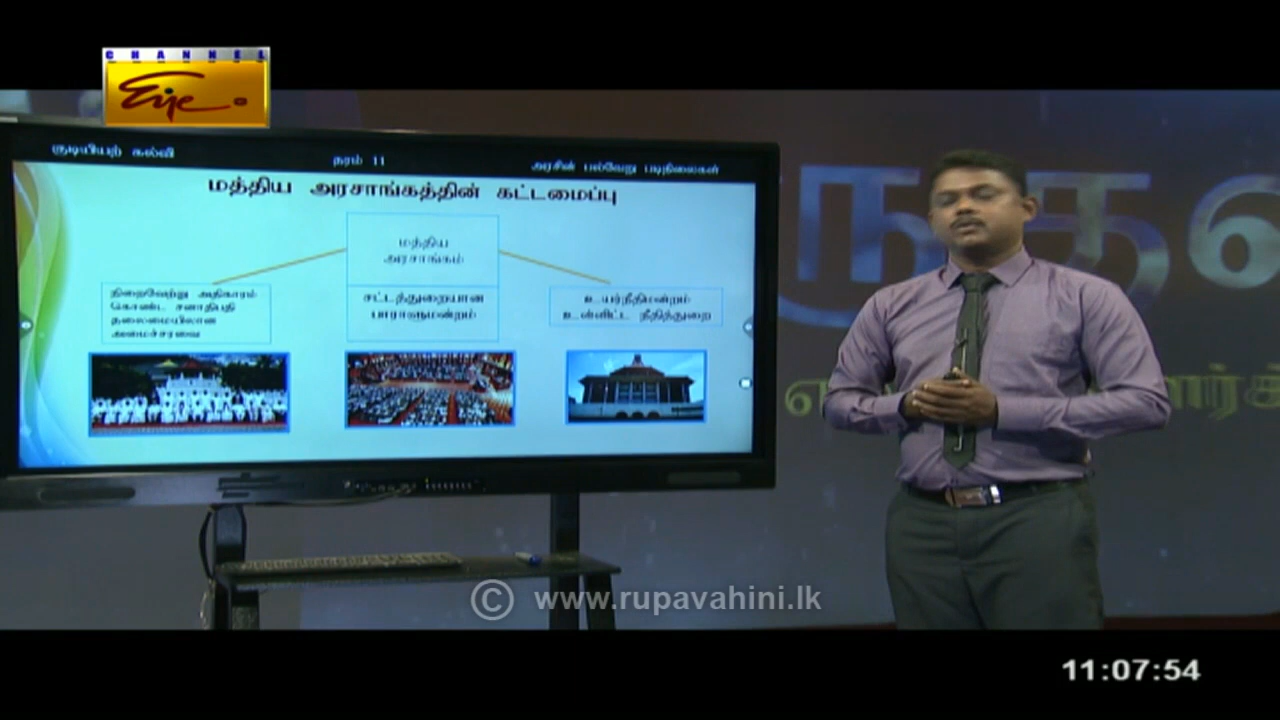 CHANNEL
Eye
குடியியற் கல்வி
தரம் 11
அரசின் பல்வேறு படிநிலைகள்
மத்திய அரசாங்கத்தின் கட்டமைப்பு
மத்திய
அரசாங்கம்
நிறைவேற்று அதிகாரம்
கொண்ட சனாதிபதி
தலைமையிலான
அமைச்சரவை
சட்டத்துறையான
பாராளுமன்றம்
உயர்நீதிமன்றம்
உள்ளிட்ட நீதித்துறை
© www.rupavahini.lk
11:07:54